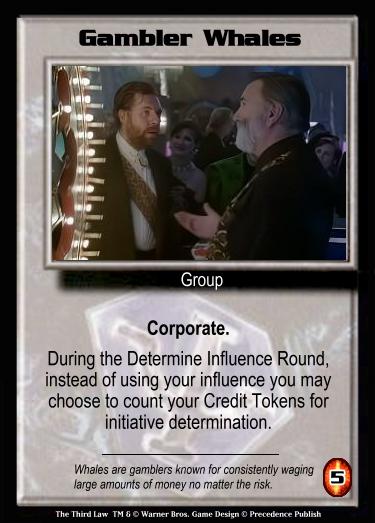 Gambler Whales
Group
Corporate.
During the Determine Influence Round,
instead of using your influence you may
choose to count your Credit Tokens for
initiative determination.
Whales are gamblers known for consistently waging
large amounts of money no matter the risk.
5
The Third Law TM & © Warner Bros. Game Design © Precedence Publish